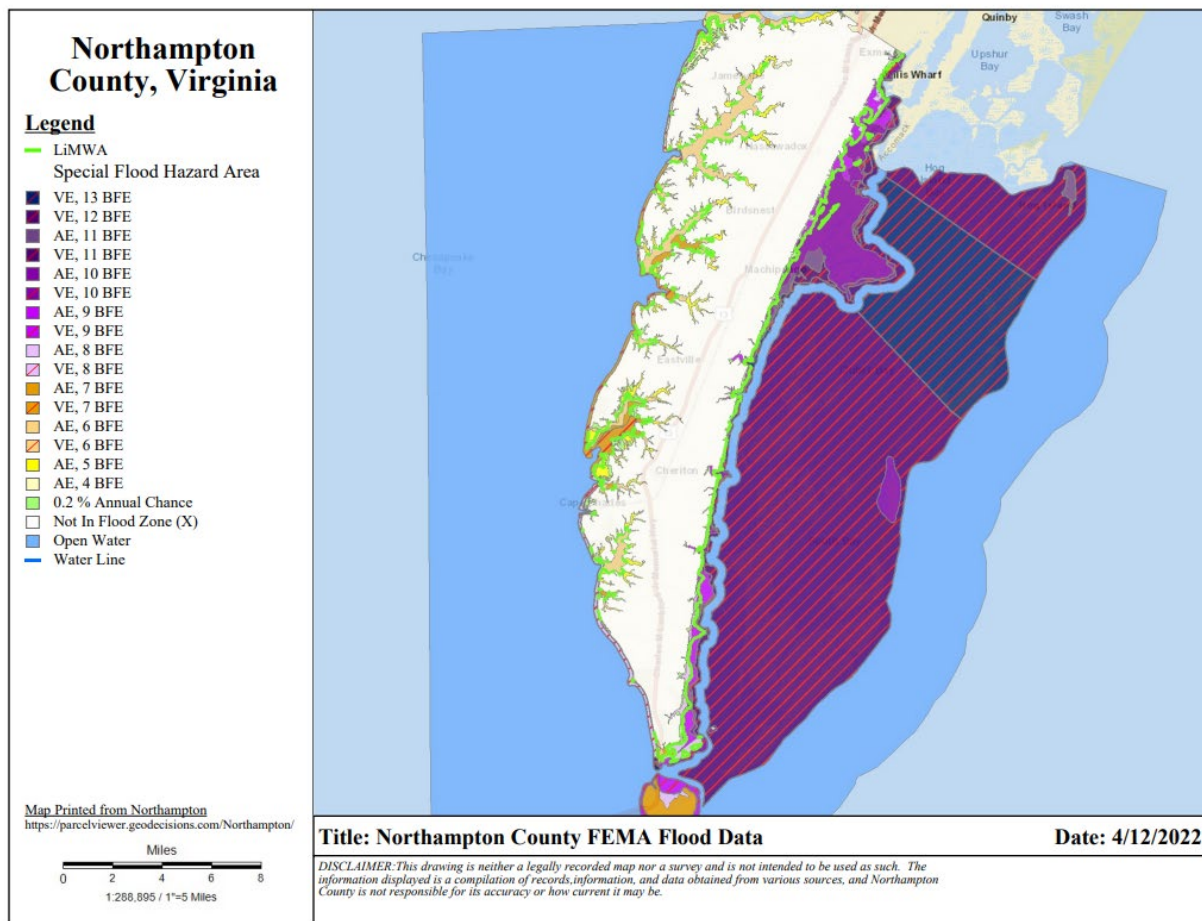 Northampton
County, Virginia
Legend
LiMWA
Special Flood Hazard Area
VE, 13 BFE
VE, 12 BFE
AE, 11 BFE
VE, 11 BFE
AE, 10 BFE
VE, 10 BFE
AE, 9 BFE
VE, 9 BFE
AE, 8 BFE
VE, 8 BFE
AE, 7 BFE
VE, 7 BFE
AE, 6 BFE
VE, 6 BFE
AE, 5 BFE
AE, 4 BFE
0.2 % Annual Chance
Not In Flood Zone (X)
Open Water
Water Line
Map Printed from Northampton
https://parcelviewer.geodecisions.com/Northampton/
Miles
0 2 4 6 8
1:288,895 / 1"=5 Miles
Quinby
Swash
Bay
Upshur
Bay
Accomack
Hog
Birdsnest
13
Eastville
Cheriton
Title: Northampton County FEMA Flood Data
Date: 4/12/2022
DISCLAIMER:This drawing is neither a legally recorded map nor a survey and is not intended to be used as such. The
information displayed is a compilation of records,information, and data obtained from various sources, and Northampton
County is not responsible for its accuracy or how current it may be.